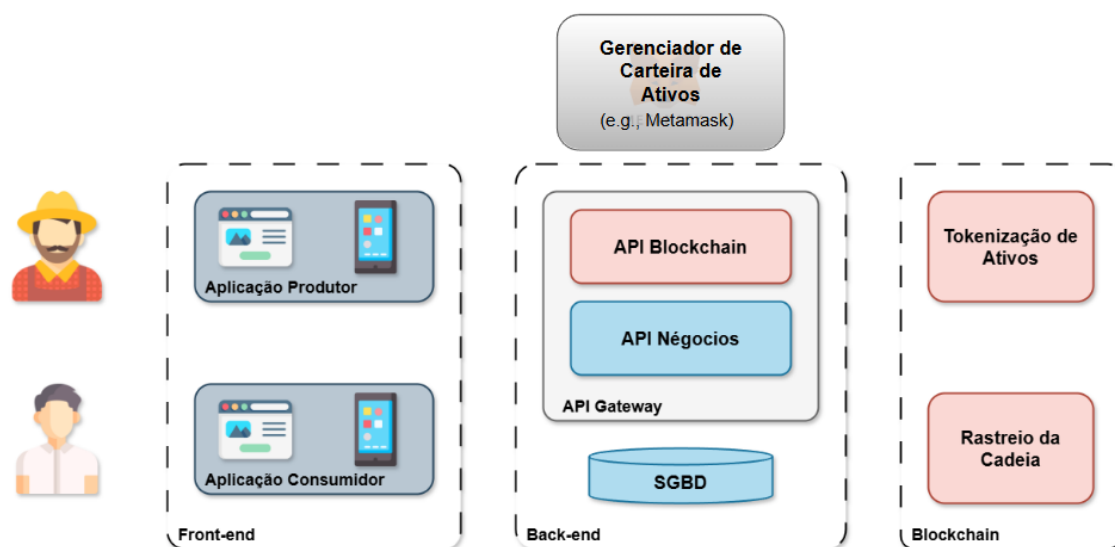 Gerenciador de
Carteira de
Ativos
(e.g., Metamask)
Aplicação Produtor
Aplicação Consumidor
Front-end
API Blockchain
API Négocios
API Gateway
SGBD
Back-end
Tokenização de
Ativos
Rastreio da
Cadeia
Blockchain